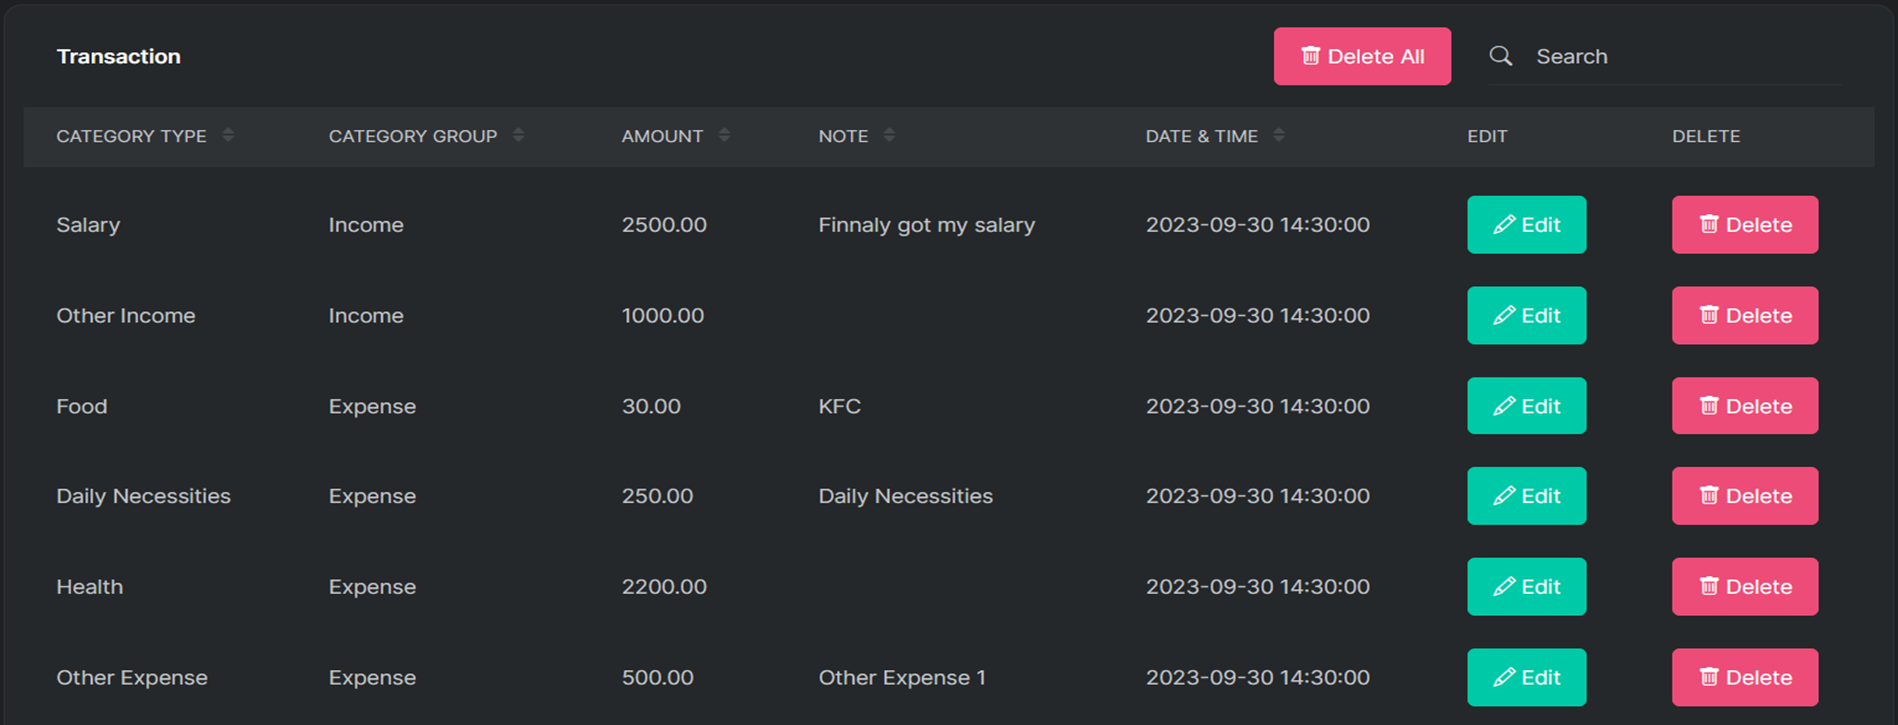 Transaction Delete All Search
CATEGORY TYPE CATEGORY GROUP AMOUNT NOTE DATE & TIME EDIT DELETE
Salary Income 2500.00 Finnaly got my salary 2023-09-30 14:30:00 Edit Delete
Other Income Income 1000.00 2023-09-30 14:30:00 Edit Delete
Food Expense 30.00 KFC 2023-09-30 14:30:00 Edit Delete
Daily Necessities Expense 250.00 Daily Necessities 2023-09-30 14:30:00 Edit Delete
Health Expense 2200.00 2023-09-30 14:30:00 Edit Delete
Other Expense Expense 500.00 Other Expense 1 2023-09-30 14:30:00 Edit Delete